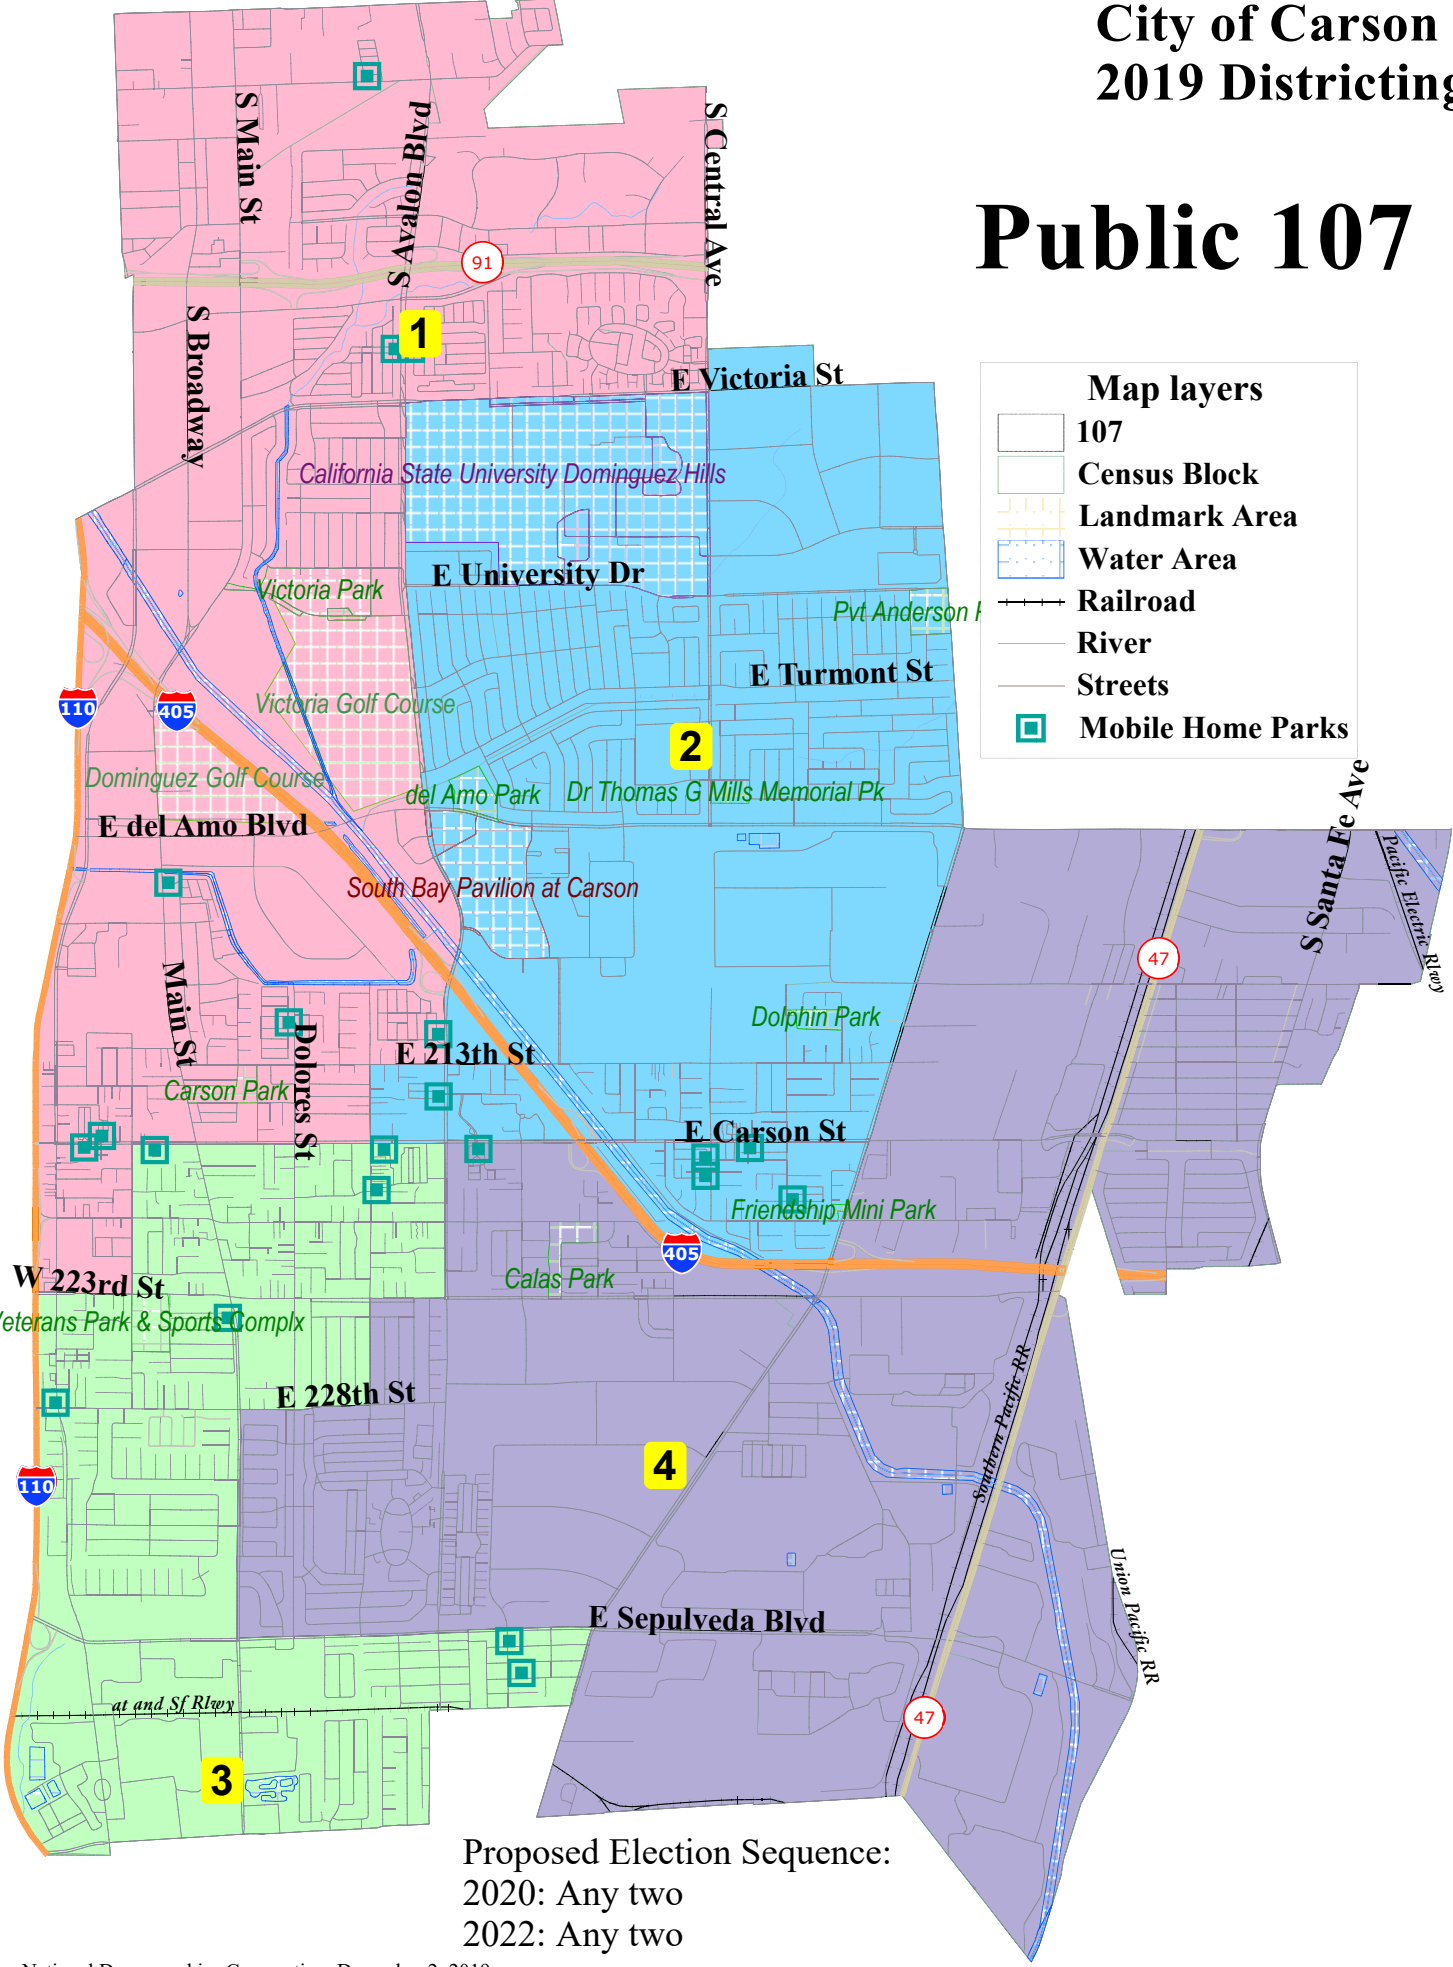 City of Carson
2019 Districting
Public 107
Map layers
107
Census Block
Landmark Area
Water Area
Railroad
River
Streets
Mobile Home Parks
S Main St
S Avalon Blvd
S Central Ave
91
S Broadway
1
E Victoria St
California State University Dominguez Hills
E University Dr
Victoria Park
Pvt Anderson
E Turmont St
Victoria Golf Course
110
405
2
Dominguez Golf Course
del Amo Park
Dr Thomas G Mills Memorial Pk
E del Amo Blvd
South Bay Pavilion at Carson
S Santa Fe Ave
Pacific Electric Rlwy
47
Main St
Dolores St
Dolphin Park
E 213th St
Carson Park
E Carson St
Friendship Mini Park
405
Calas Park
W 223rd St
Veterans Park & Sports Complx
E 228th St
Southern Pacific RR
4
110
Union Pacific RR
E Sepulveda Blvd
at and Sf Rlwy
47
3
Proposed Election Sequence:
2020: Any two
2022: Any two